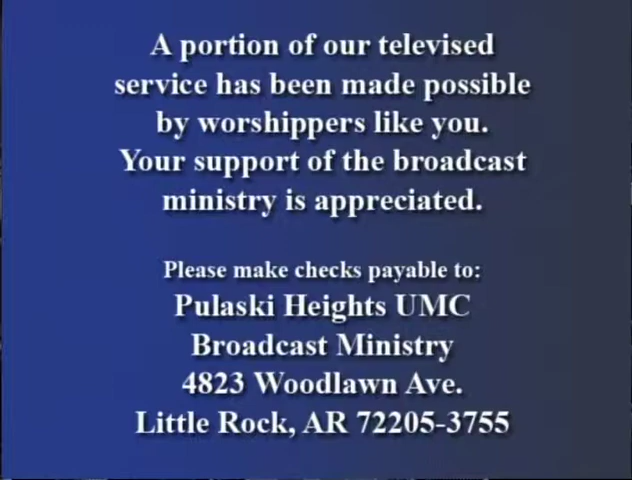 A portion of our televised
service has been made possible
by worshippers like you.
Your support of the broadcast
ministry is appreciated.
Please make checks payable to:
Pulaski Heights UMC
Broadcast Ministry
4823 Woodlawn Ave.
Little Rock, AR 72205-3755